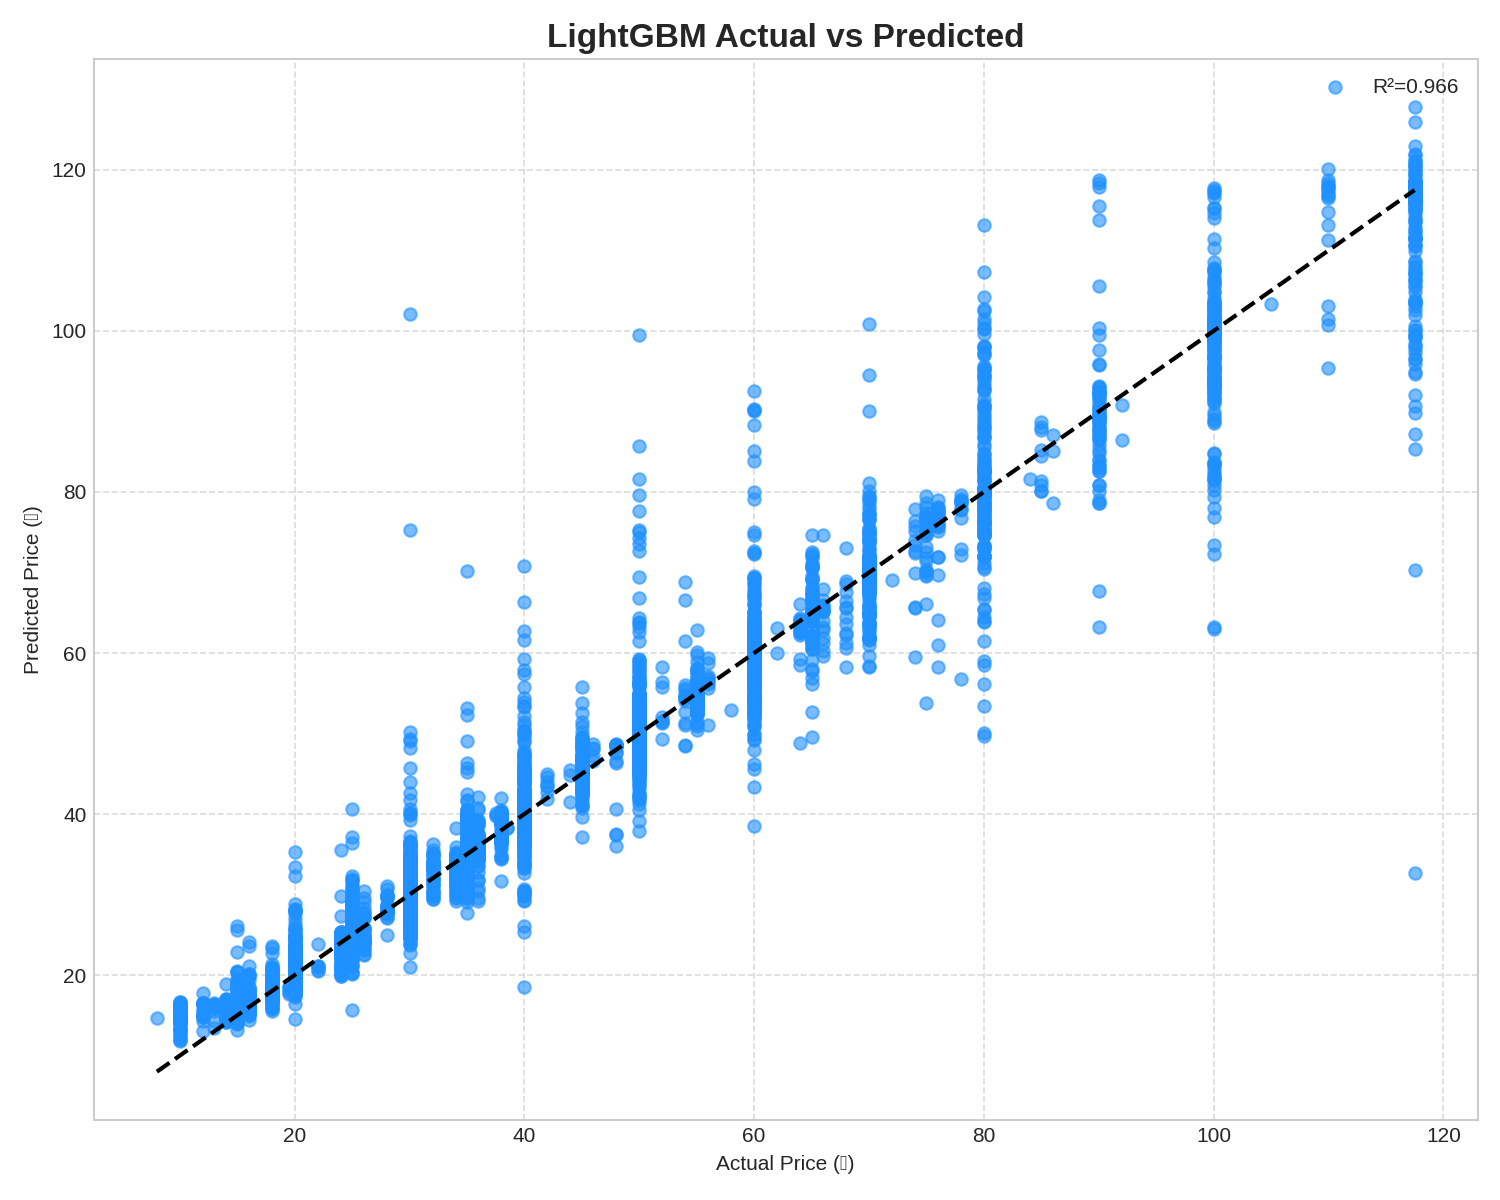 LightGBM Actual vs Predicted
R²=0.966
120
100
80
60
40
20
Predicted Price (▯)
20 40 60 80 100 120
Actual Price (▯)